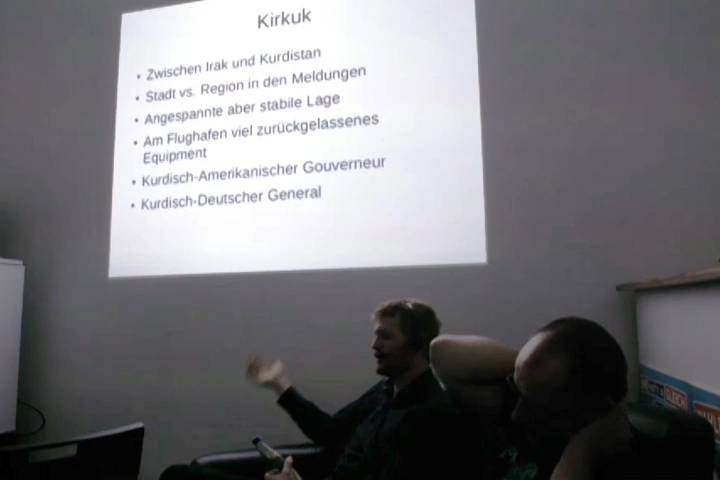 Kirkuk
• Zwischen Irak und Kurdistan
• Stadt vs. Region in den Meldungen
• Angespannte aber stabile Lage
• Am Flughafen viel zurückgelassenes
Equipment
• Kurdisch-Amerikanischer Gouverneur
• Kurdisch-Deutscher General